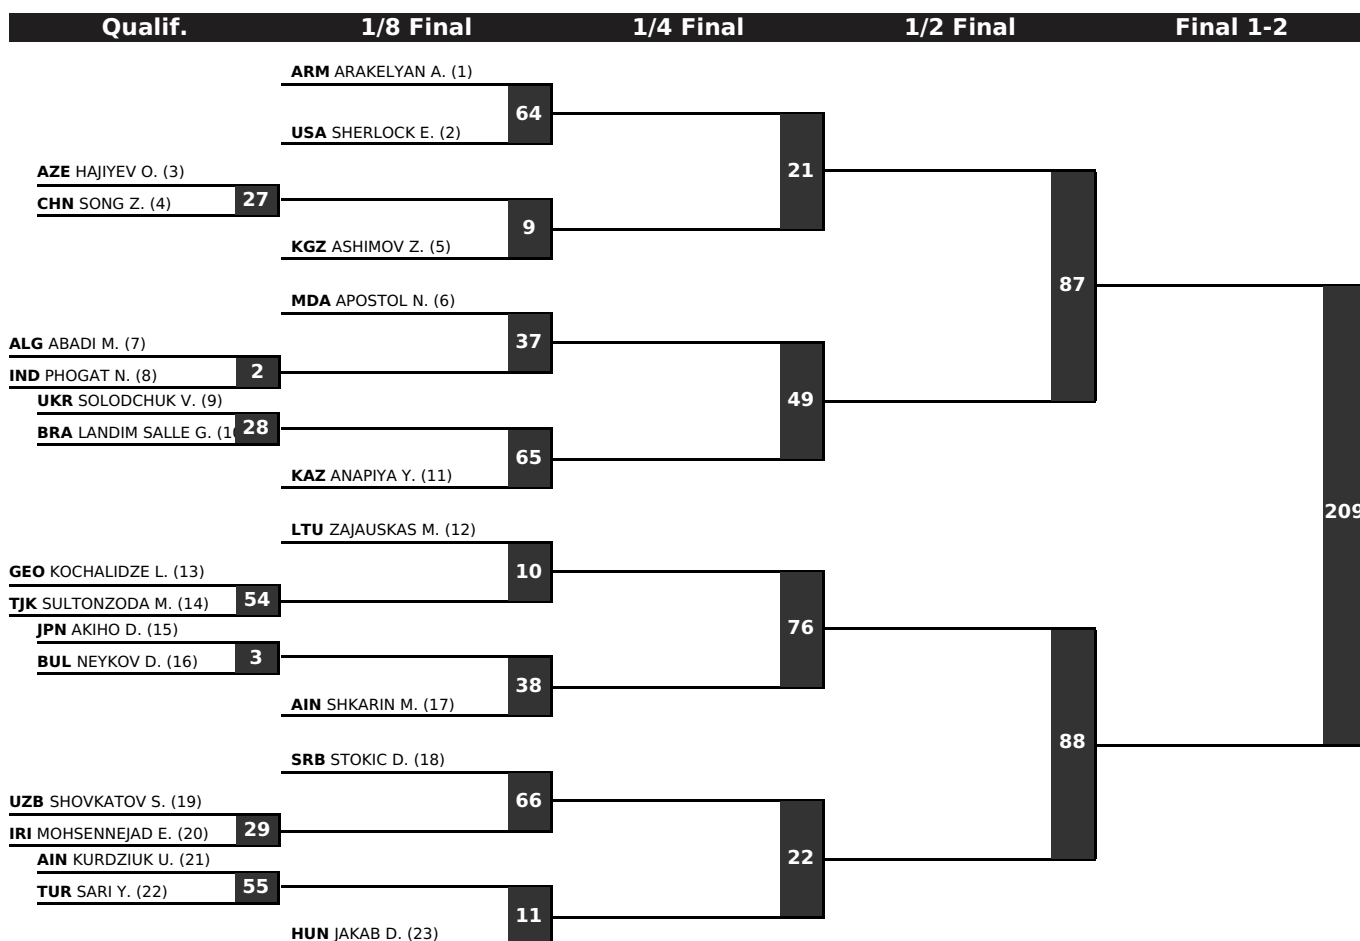 Qualif. 1/8 Final 1/4 Final 1/2 Final Final 1-2
ARM ARAKELYAN A. (1)
64
USA SHERLOCK E. (2)
AZE HAJIYEV O. (3)
21
CHN SONG Z. (4) 27
9
KGZ ASHIMOV Z. (5)
87
MDA APOSTOL N. (6)
37
ALG ABADI M. (7)
IND PHOGAT N. (8) 2
UKR SOLODCHUK V. (9)
49
BRA LANDIM SALLE G. (1 28
65
KAZ ANAPIYA Y. (11)
209
LTU ZAJAUSKAS M. (12)
10
GEO KOCHALIDZE L. (13)
TJK SULTONZODA M. (14) 54
JPN AKIHO D. (15)
76
BUL NEYKOV D. (16) 3
38
AIN SHKARIN M. (17)
88
SRB STOKIC D. (18)
66
UZB SHOVKATOV S. (19)
IRI MOHSENNEJAD E. (20) 29
AIN KURDZIUK U. (21)
22
TUR SARI Y. (22) 55
11
HUN JAKAB D. (23)